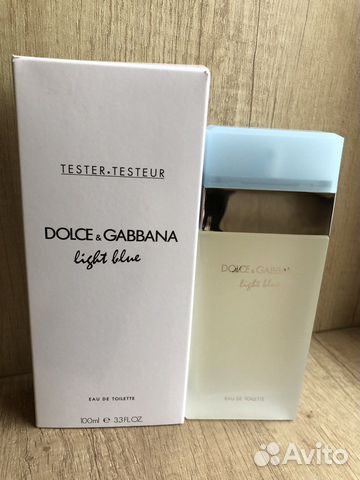 TESTER • TESTEUR
DOLCE & GABBANA
light blue
EAU DE TOILETTE
100ml e 3.3FL.OZ.
DOLCE & GABBANA
light blue
EAU DE TOILETTE
Avito